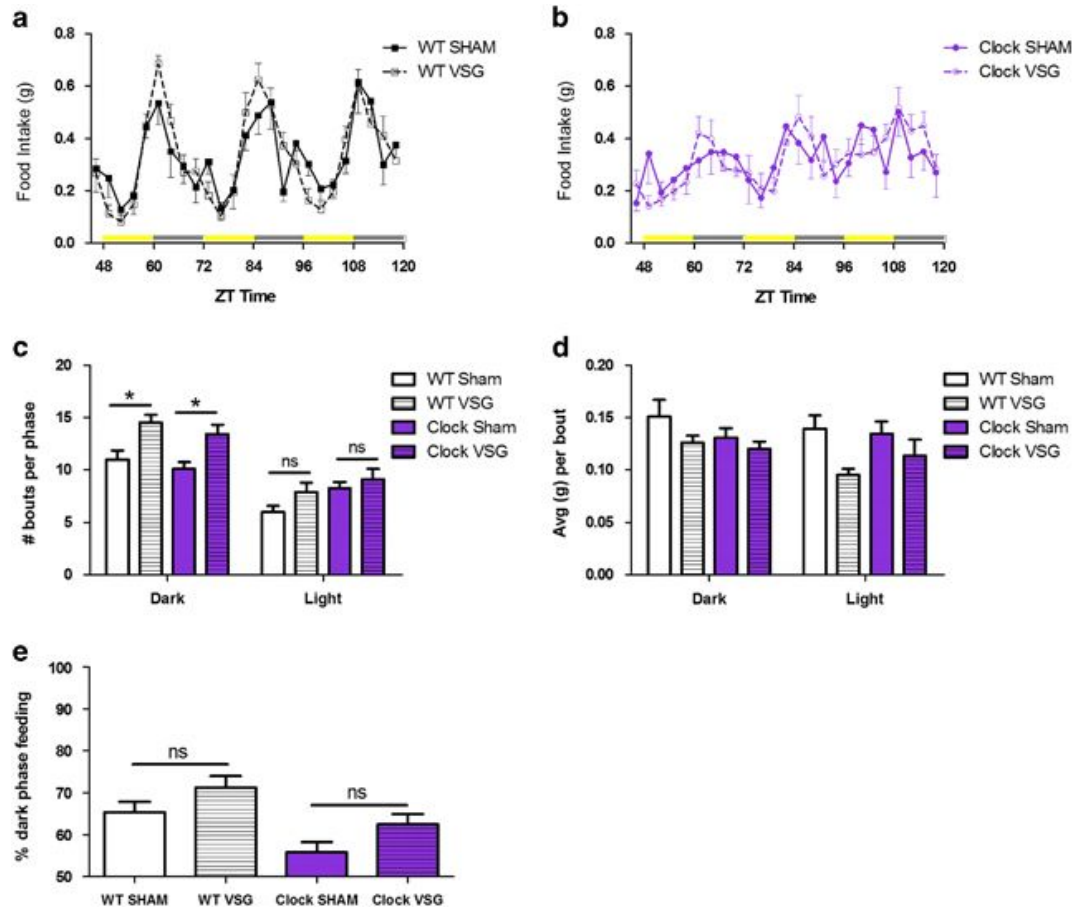 a
0.8
0.6
0.4
0.2
0.0
Food Intake (g)
WT SHAM
WT VSG
48 60 72 84 96 108 120
ZT Time
b
0.8
0.6
0.4
0.2
0.0
Food Intake (g)
Clock SHAM
Clock VSG
48 60 72 84 96 108 120
ZT Time
c
20
15
10
5
0
# bouts per phase
* *
ns ns
WT Sham
WT VSG
Clock Sham
Clock VSG
Dark Light
d
0.20
0.15
0.10
0.05
0.00
Avg (g) per bout
WT Sham
WT VSG
Clock Sham
Clock VSG
Dark Light
e
100
90
80
70
60
50
% dark phase feeding
ns
ns
WT SHAM WT VSG Clock SHAM Clock VSG